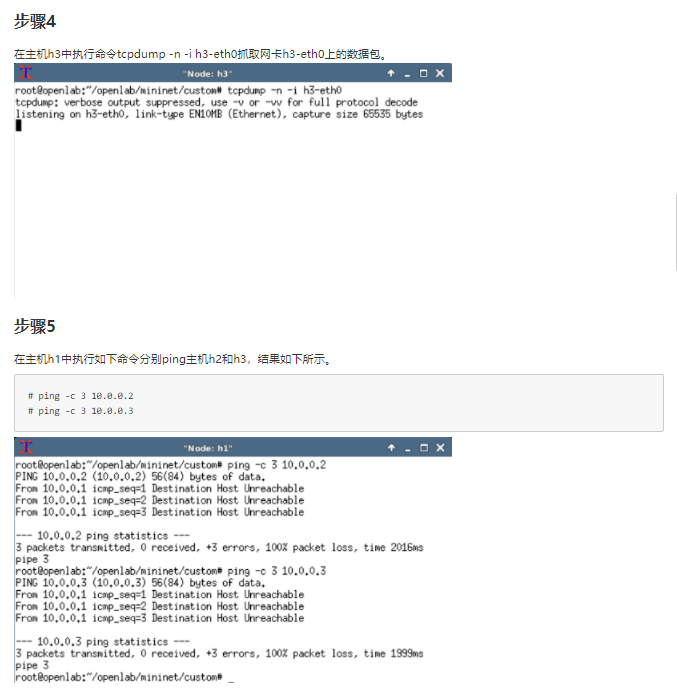 步骤4
在主机h3中执行命令tcpdump -n -i h3-eth0抓取网卡h3-eth0上的数据包。
"Node: h3"
root@openlab:~/openlab/mininet/custom# tcpdump -n -i h3-eth0
tcpdump: verbose output suppressed, use -v or -vv for full protocol decode
listening on h3-eth0, link-type EN10MB (Ethernet), capture size 65535 bytes
步骤5
在主机h1中执行如下命令分别ping主机h2和h3，结果如下所示。
# ping -c 3 10.0.0.2
# ping -c 3 10.0.0.3
"Node: h1"
root@openlab:~/openlab/mininet/custom# ping -c 3 10.0.0.2
PING 10.0.0.2 (10.0.0.2) 56(84) bytes of data.
From 10.0.0.1 icmp_seq=1 Destination Host Unreachable
From 10.0.0.1 icmp_seq=2 Destination Host Unreachable
From 10.0.0.1 icmp_seq=3 Destination Host Unreachable
--- 10.0.0.2 ping statistics ---
3 packets transmitted, 0 received, +3 errors, 100% packet loss, time 2016ms
pipe 3
root@openlab:~/openlab/mininet/custom# ping -c 3 10.0.0.3
PING 10.0.0.3 (10.0.0.3) 56(84) bytes of data.
From 10.0.0.1 icmp_seq=1 Destination Host Unreachable
From 10.0.0.1 icmp_seq=2 Destination Host Unreachable
From 10.0.0.1 icmp_seq=3 Destination Host Unreachable
--- 10.0.0.3 ping statistics ---
3 packets transmitted, 0 received, +3 errors, 100% packet loss, time 1999ms
pipe 3
root@openlab:~/openlab/mininet/custom#